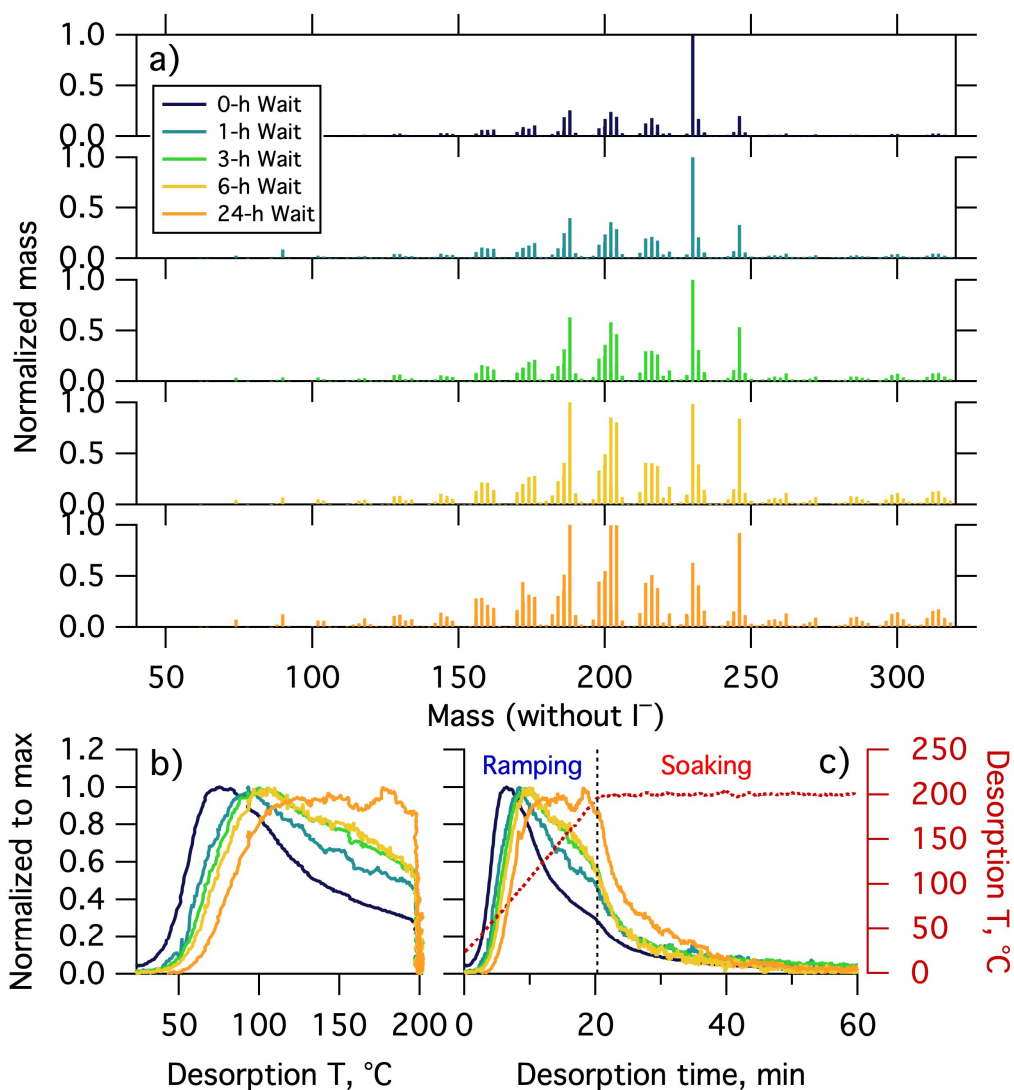 a)
1.0
0.5
0.0
0-h Wait
1-h Wait
3-h Wait
6-h Wait
24-h Wait
1.0
0.5
0.0
1.0
0.5
0.0
1.0
0.5
0.0
1.0
0.5
0.0
Normalized mass
50 100 150 200 250 300
Mass (without I⁻)
b)
1.2
1.0
0.8
0.6
0.4
0.2
0.0
Normalized to max
50 100 150 200
Desorption T, °C
Ramping Soaking c)
250
200
150
100
50
0
Desorption T, °C
0 20 40 60
Desorption time, min